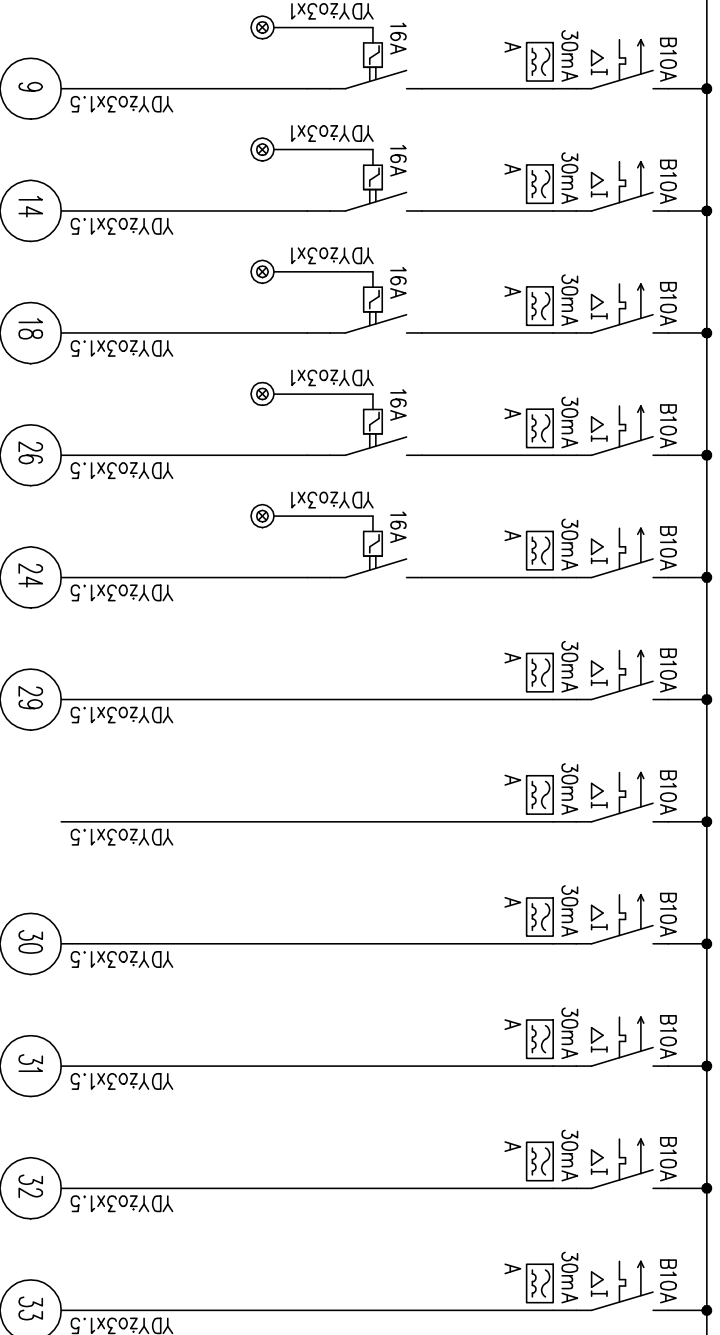 YDYżo3x1
16A
30mA
A
ΔI
B10A
9
YDYżo3x1.5
YDYżo3x1
16A
30mA
A
ΔI
B10A
14
YDYżo3x1.5
YDYżo3x1
16A
30mA
A
ΔI
B10A
18
YDYżo3x1.5
YDYżo3x1
16A
30mA
A
ΔI
B10A
26
YDYżo3x1.5
YDYżo3x1
16A
30mA
A
ΔI
B10A
24
YDYżo3x1.5
30mA
A
ΔI
B10A
29
YDYżo3x1.5
30mA
A
ΔI
B10A
YDYżo3x1.5
30mA
A
ΔI
B10A
30
YDYżo3x1.5
30mA
A
ΔI
B10A
31
YDYżo3x1.5
30mA
A
ΔI
B10A
32
YDYżo3x1.5
30mA
A
ΔI
B10A
33
YDYżo3x1.5